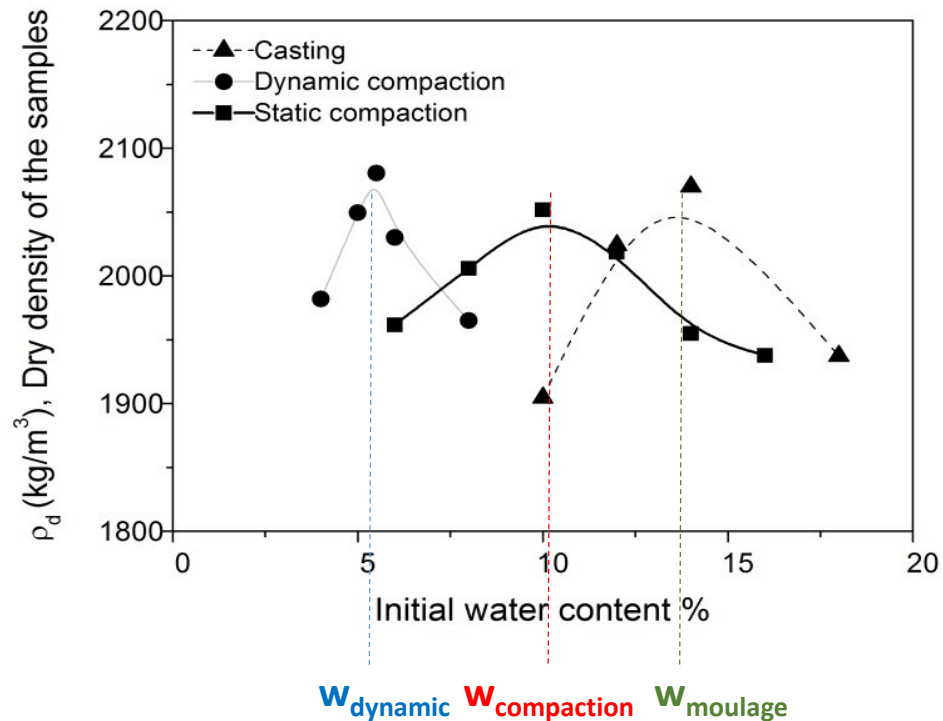 2200
2100
2000
1900
1800
ρd (kg/m³), Dry density of the samples
Casting
Dynamic compaction
Static compaction
0 5 10 15 20
Initial water content %
wdynamic wcompaction wmoulage